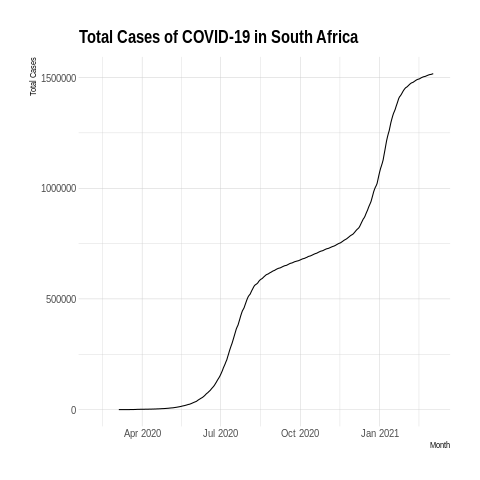 Total Cases of COVID-19 in South Africa
Total Cases
1500000
1000000
500000
0
Apr 2020 Jul 2020 Oct 2020 Jan 2021
Month